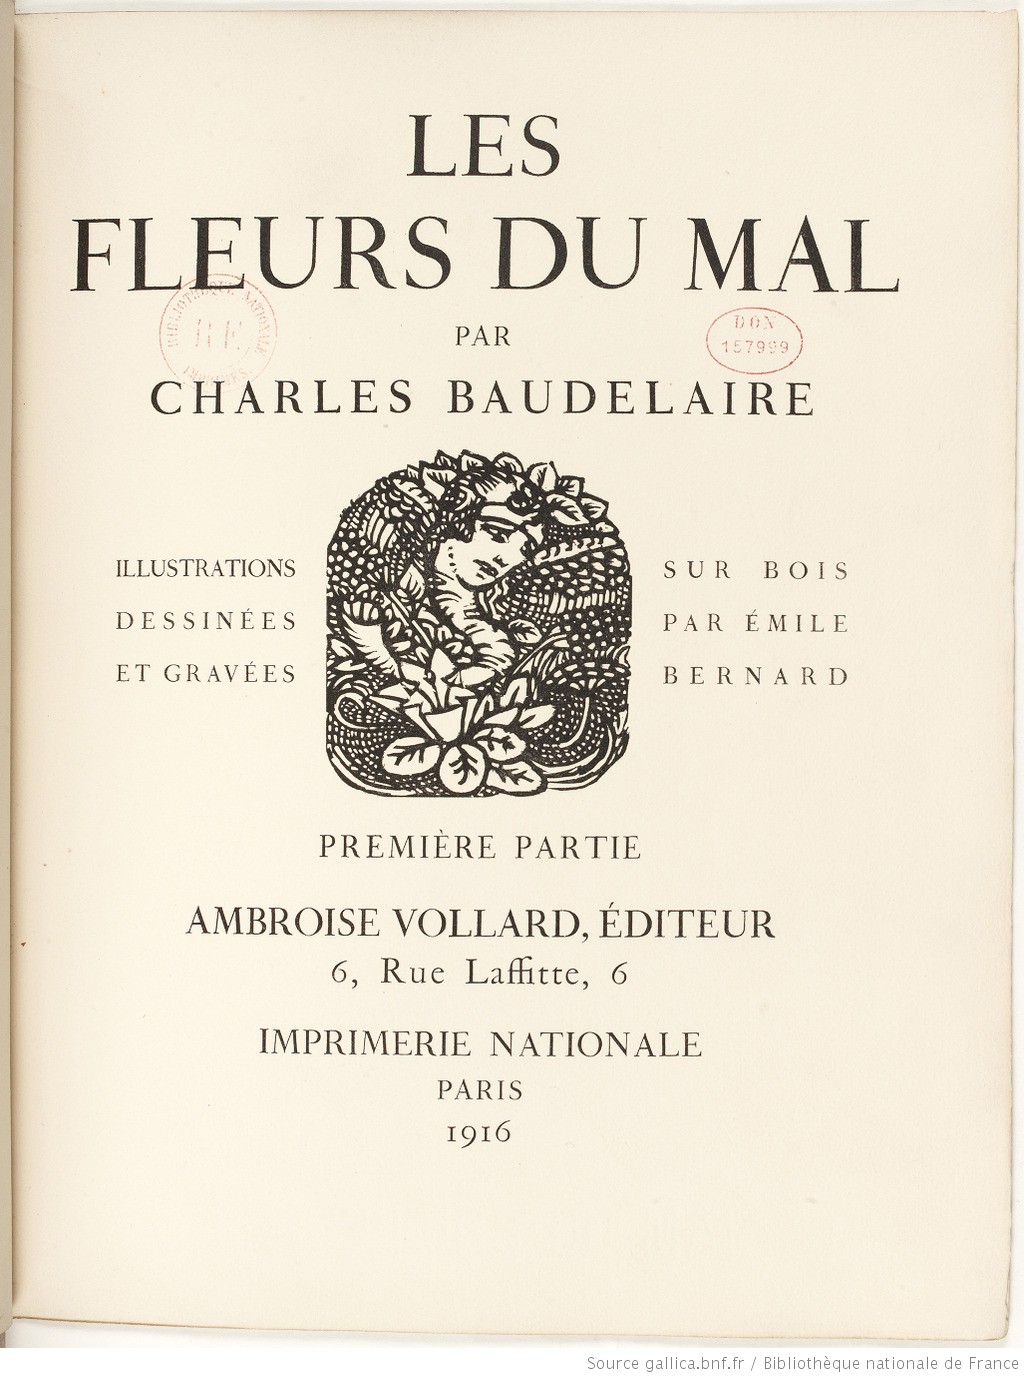 LES
FLEURS DU MAL
PAR
CHARLES BAUDELAIRE
BIBLIOTHÈQUE NATIONALE
R F
IMPRIMÉS.
DON
157999
ILLUSTRATIONS
DESSINÉES
ET GRAVÉES
SUR BOIS
PAR ÉMILE
BERNARD
PREMIÈRE PARTIE
AMBROISE VOLLARD, ÉDITEUR
6, Rue Laffitte, 6
IMPRIMERIE NATIONALE
PARIS
1916
Source gallica.bnf.fr / Bibliothèque nationale de France